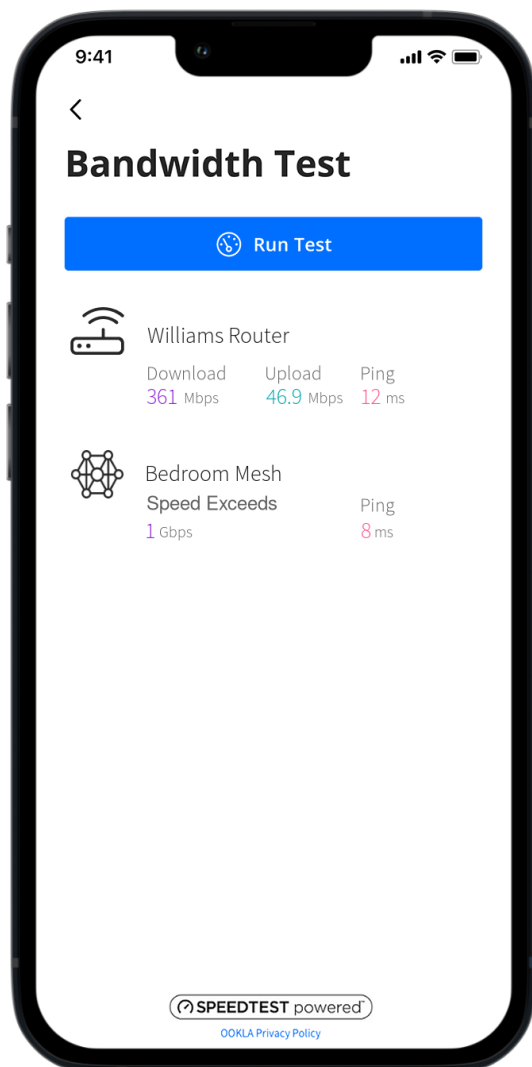 9:41
Bandwidth Test
Run Test
Williams Router
Download Upload Ping
361 Mbps 46.9 Mbps 12 ms
Bedroom Mesh
Speed Exceeds Ping
1 Gbps 8 ms
SPEEDTEST powered™
OOKLA Privacy Policy